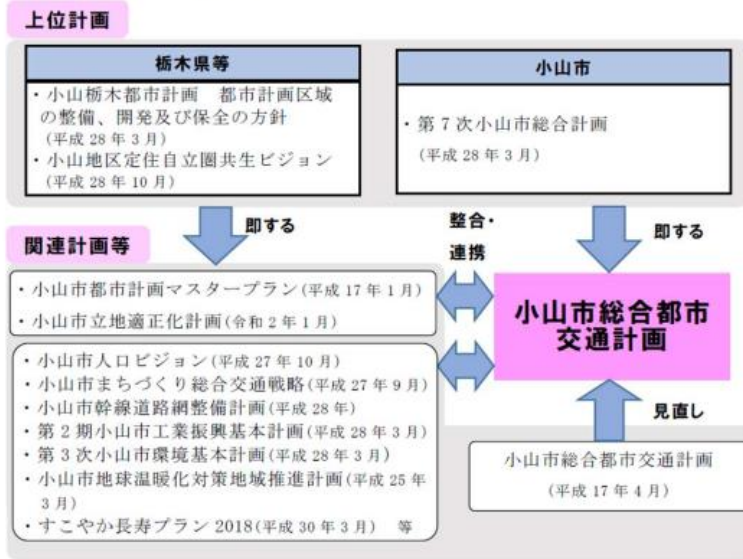 上位計画
栃木県等
・小山栃木都市計画 都市計画区域
の整備、開発及び保全の方針
(平成28年3月)
・小山地区定住自立圏共生ビジョン
(平成28年10月)
小山市
・第7次小山市総合計画
(平成28年3月)
即する
整合・
連携
即する
関連計画等
・小山市都市計画マスタープラン(平成17年1月)
・小山市立地適正化計画(令和2年1月)
・小山市人口ビジョン(平成27年10月)
・小山市まちづくり総合交通戦略(平成27年9月)
・小山市幹線道路網整備計画(平成28年)
・第2期小山市工業振興基本計画(平成28年3月)
・第3次小山市環境基本計画(平成28年3月)
・小山市地球温暖化対策地域推進計画(平成25年
3月)
・すこやか長寿プラン2018(平成30年3月) 等
小山市総合都市
交通計画
見直し
小山市総合都市交通計画
(平成17年4月)